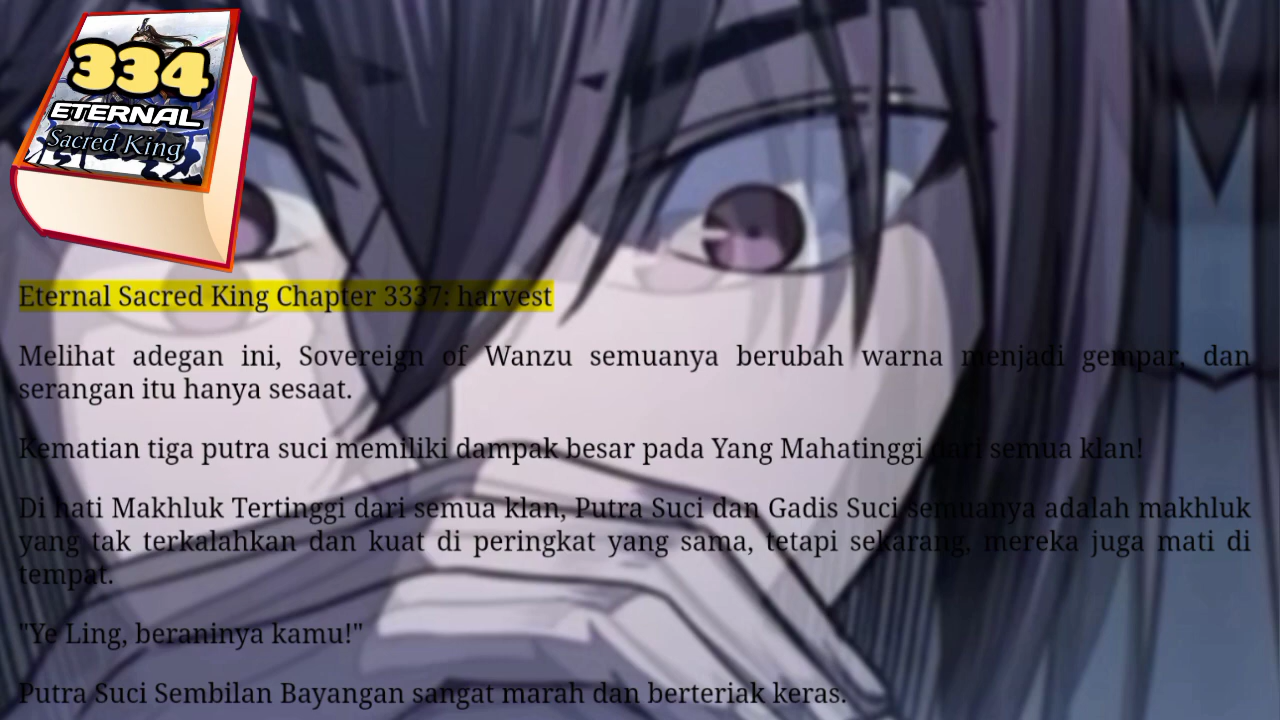 334
ETERNAL
Sacred King
Eternal Sacred King Chapter 3337: harvest
Melihat adegan ini, Sovereign of Wanzu semuanya berubah warna menjadi gempar, dan
serangan itu hanya sesaat.
Kematian tiga putra suci memiliki dampak besar pada Yang Mahatinggi dari semua klan!
Di hati Makhluk Tertinggi dari semua klan, Putra Suci dan Gadis Suci semuanya adalah makhluk
yang tak terkalahkan dan kuat di peringkat yang sama, tetapi sekarang, mereka juga mati di
tempat.
"Ye Ling, beraninya kamu!"
Putra Suci Sembilan Bayangan sangat marah dan berteriak keras.